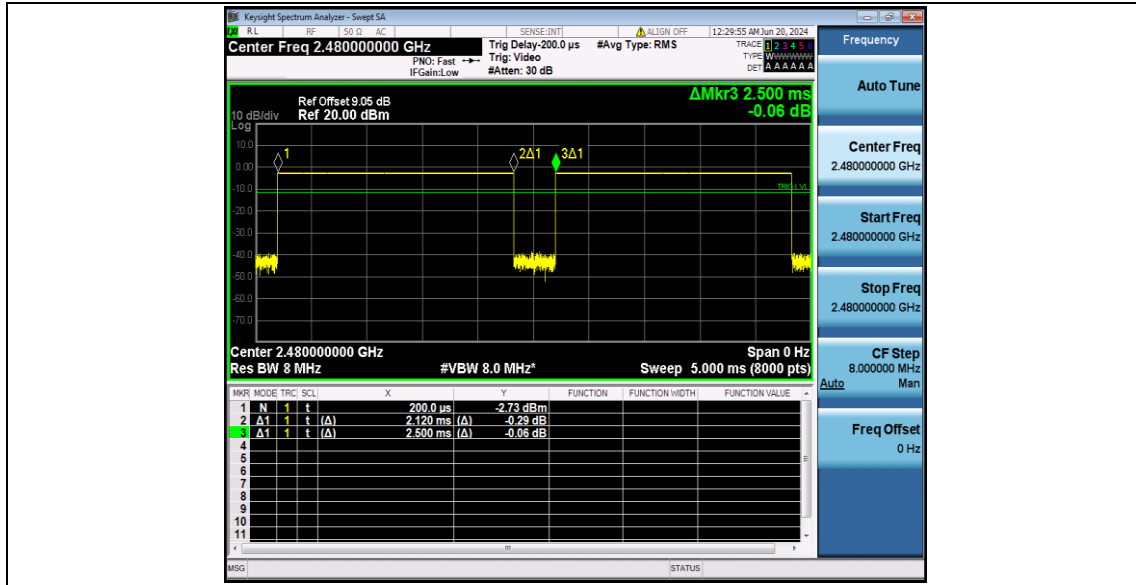 Keysight Spectrum Analyzer - Swept SA
RL RF 50 Ω AC SENSE:INT ALIGN OFF 12:29:55 AM Jun 20, 2024
Center Freq 2.480000000 GHz Trig Delay-200.0 µs #Avg Type: RMS TRACE 1 2 3 4 5 6
PNO: Fast Trig: Video TYPE WWWWWW
IFGain:Low #Atten: 30 dB DET A A A A A A
Frequency
Auto Tune
Center Freq
2.480000000 GHz
Start Freq
2.480000000 GHz
Stop Freq
2.480000000 GHz
CF Step
8.000000 MHz
Auto Man
Freq Offset
0 Hz
ΔMkr3 2.500 ms
-0.06 dB
Ref Offset 9.05 dB
10 dB/div Ref 20.00 dBm
Log
10.0
0.00
-10.0
-20.0
-30.0
-40.0
-50.0
-60.0
-70.0
1 2Δ1 3Δ1
TRIG LVL
Center 2.480000000 GHz Span 0 Hz
Res BW 8 MHz #VBW 8.0 MHz* Sweep 5.000 ms (8000 pts)
MKR MODE TRC SCL X Y FUNCTION FUNCTION WIDTH FUNCTION VALUE
1 N 1 t 200.0 µs -2.73 dBm
2 Δ1 1 t (Δ) 2.120 ms (Δ) -0.29 dB
3 Δ1 1 t (Δ) 2.500 ms (Δ) -0.06 dB
4
5
6
7
8
9
10
11
MSG STATUS